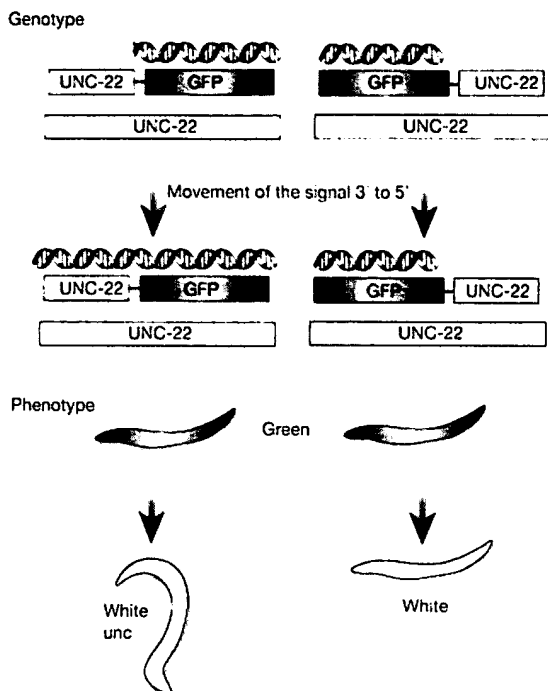 Genotype
UNC-22 GFP GFP UNC-22
UNC-22 UNC-22
Movement of the signal 3' to 5'
UNC-22 GFP GFP UNC-22
UNC-22 UNC-22
Phenotype
Green
White
unc
White